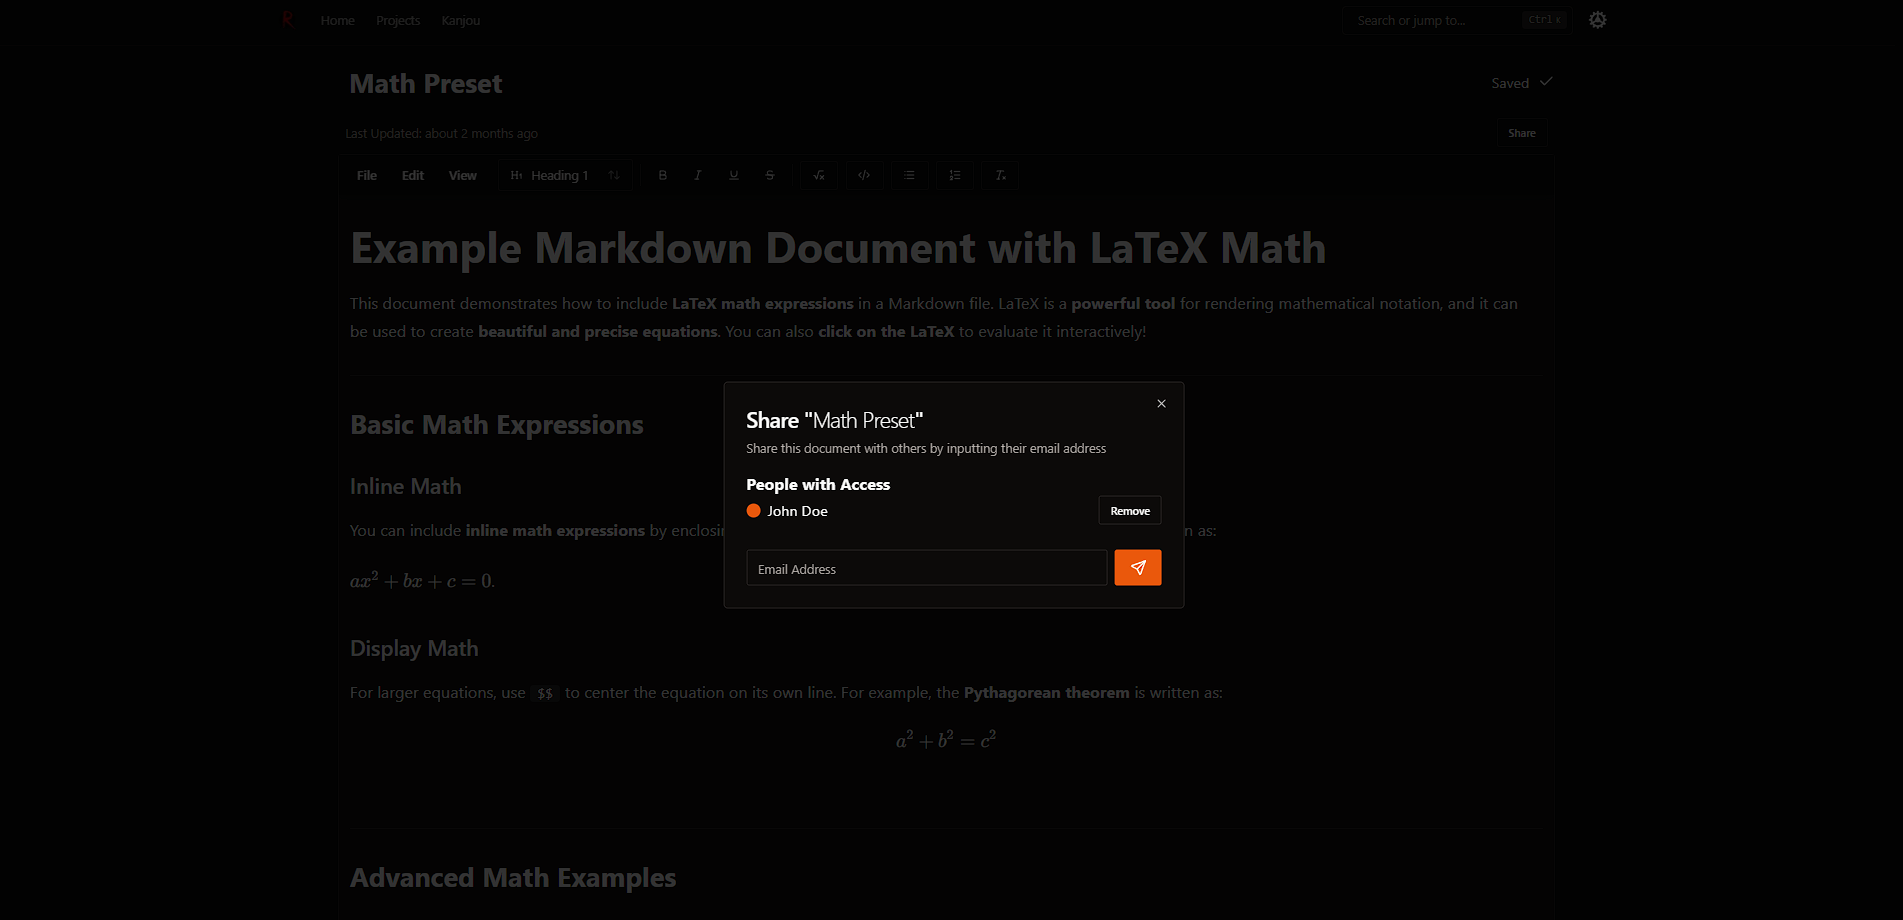 R Home Projects Kanjou Search or jump to... Ctrl K
Math Preset Saved
Last Updated: about 2 months ago Share
File Edit View H1 Heading 1 B I U S √x </> Tx
Example Markdown Document with LaTeX Math
This document demonstrates how to include LaTeX math expressions in a Markdown file. LaTeX is a powerful tool for rendering mathematical notation, and it can
be used to create beautiful and precise equations. You can also click on the LaTeX to evaluate it interactively!
Basic Math Expressions
Inline Math
You can include inline math expressions by enclosin
n as:
ax² + bx + c = 0.
Share "Math Preset"
Share this document with others by inputting their email address
People with Access
John Doe Remove
Email Address
Display Math
For larger equations, use $$ to center the equation on its own line. For example, the Pythagorean theorem is written as:
a² + b² = c²
Advanced Math Examples